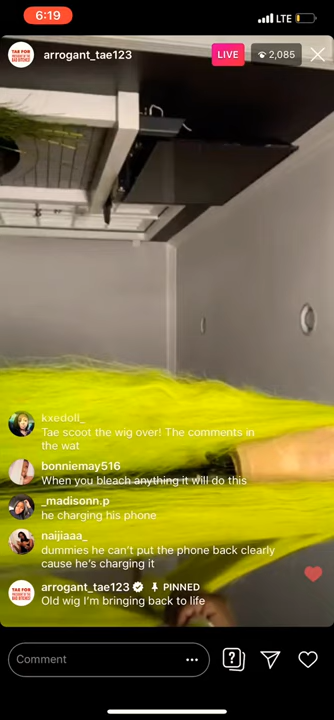 6:19
LTE
arrogant_tae123
LIVE
2,085
kxedoll_
Tae scoot the wig over! The comments in
the wat
bonniemay516
When you bleach anything it will do this
_madisonn.p
he charging his phone
naijiaaa_
dummies he can't put the phone back clearly
cause he's charging it
arrogant_tae123 PINNED
Old wig I'm bringing back to life
Comment